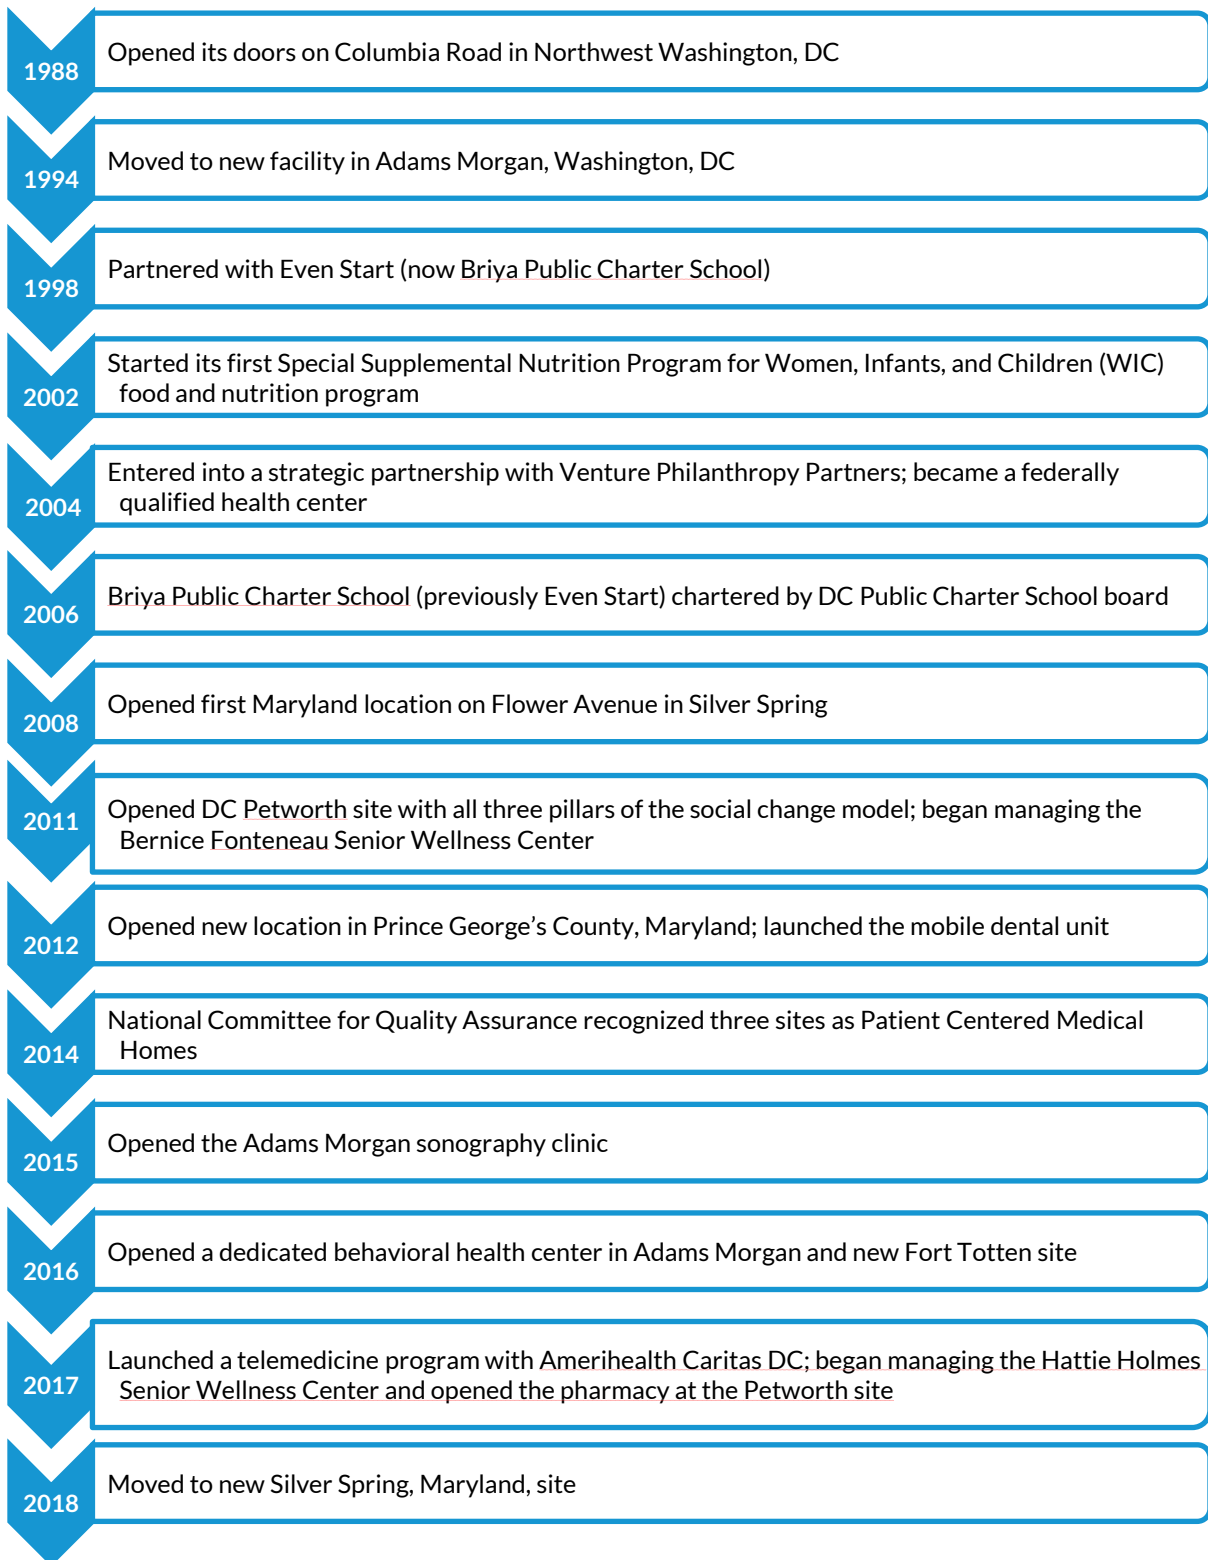 1988
Opened its doors on Columbia Road in Northwest Washington, DC
1994
Moved to new facility in Adams Morgan, Washington, DC
1998
Partnered with Even Start (now Briya Public Charter School)
2002
Started its first Special Supplemental Nutrition Program for Women, Infants, and Children (WIC)
food and nutrition program
2004
Entered into a strategic partnership with Venture Philanthropy Partners; became a federally
qualified health center
2006
Briya Public Charter School (previously Even Start) chartered by DC Public Charter School board
2008
Opened first Maryland location on Flower Avenue in Silver Spring
2011
Opened DC Petworth site with all three pillars of the social change model; began managing the
Bernice Fonteneau Senior Wellness Center
2012
Opened new location in Prince George’s County, Maryland; launched the mobile dental unit
2014
National Committee for Quality Assurance recognized three sites as Patient Centered Medical
Homes
2015
Opened the Adams Morgan sonography clinic
2016
Opened a dedicated behavioral health center in Adams Morgan and new Fort Totten site
2017
Launched a telemedicine program with Amerihealth Caritas DC; began managing the Hattie Holmes
Senior Wellness Center and opened the pharmacy at the Petworth site
2018
Moved to new Silver Spring, Maryland, site